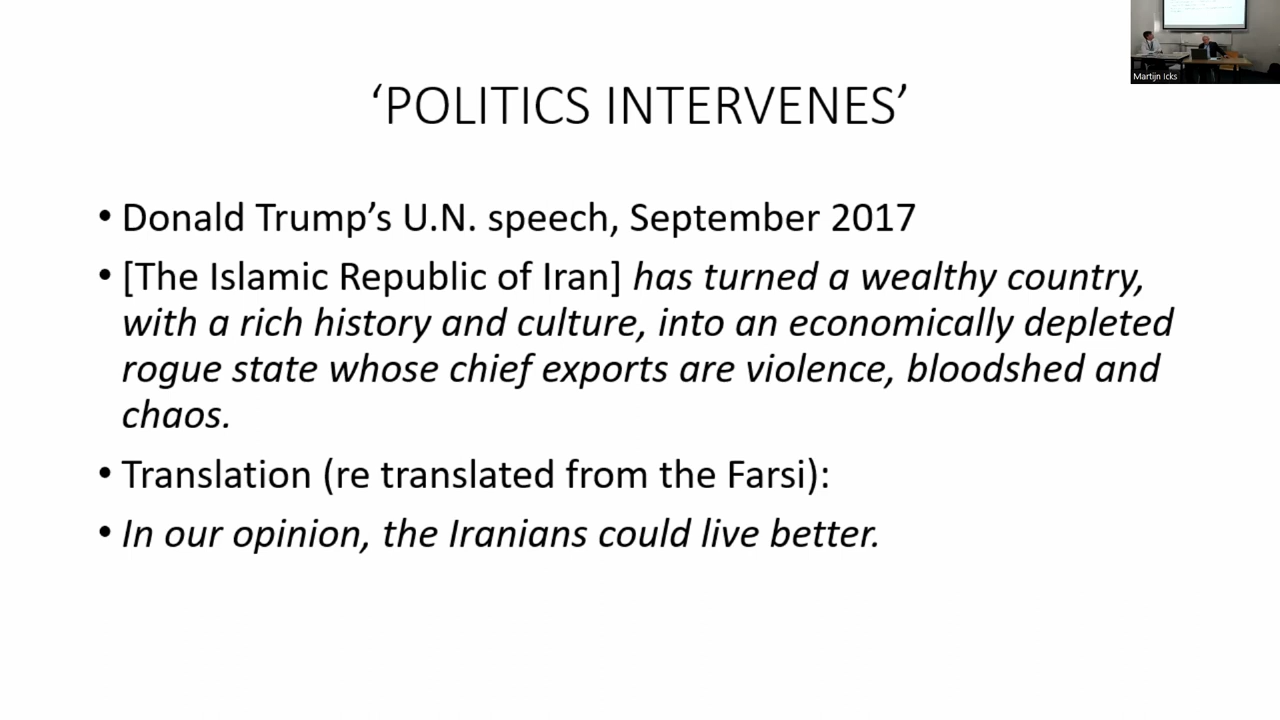 Martijn Icks
‘POLITICS INTERVENES’
• Donald Trump’s U.N. speech, September 2017
• [The Islamic Republic of Iran] has turned a wealthy country,
with a rich history and culture, into an economically depleted
rogue state whose chief exports are violence, bloodshed and
chaos.
• Translation (re translated from the Farsi):
• In our opinion, the Iranians could live better.